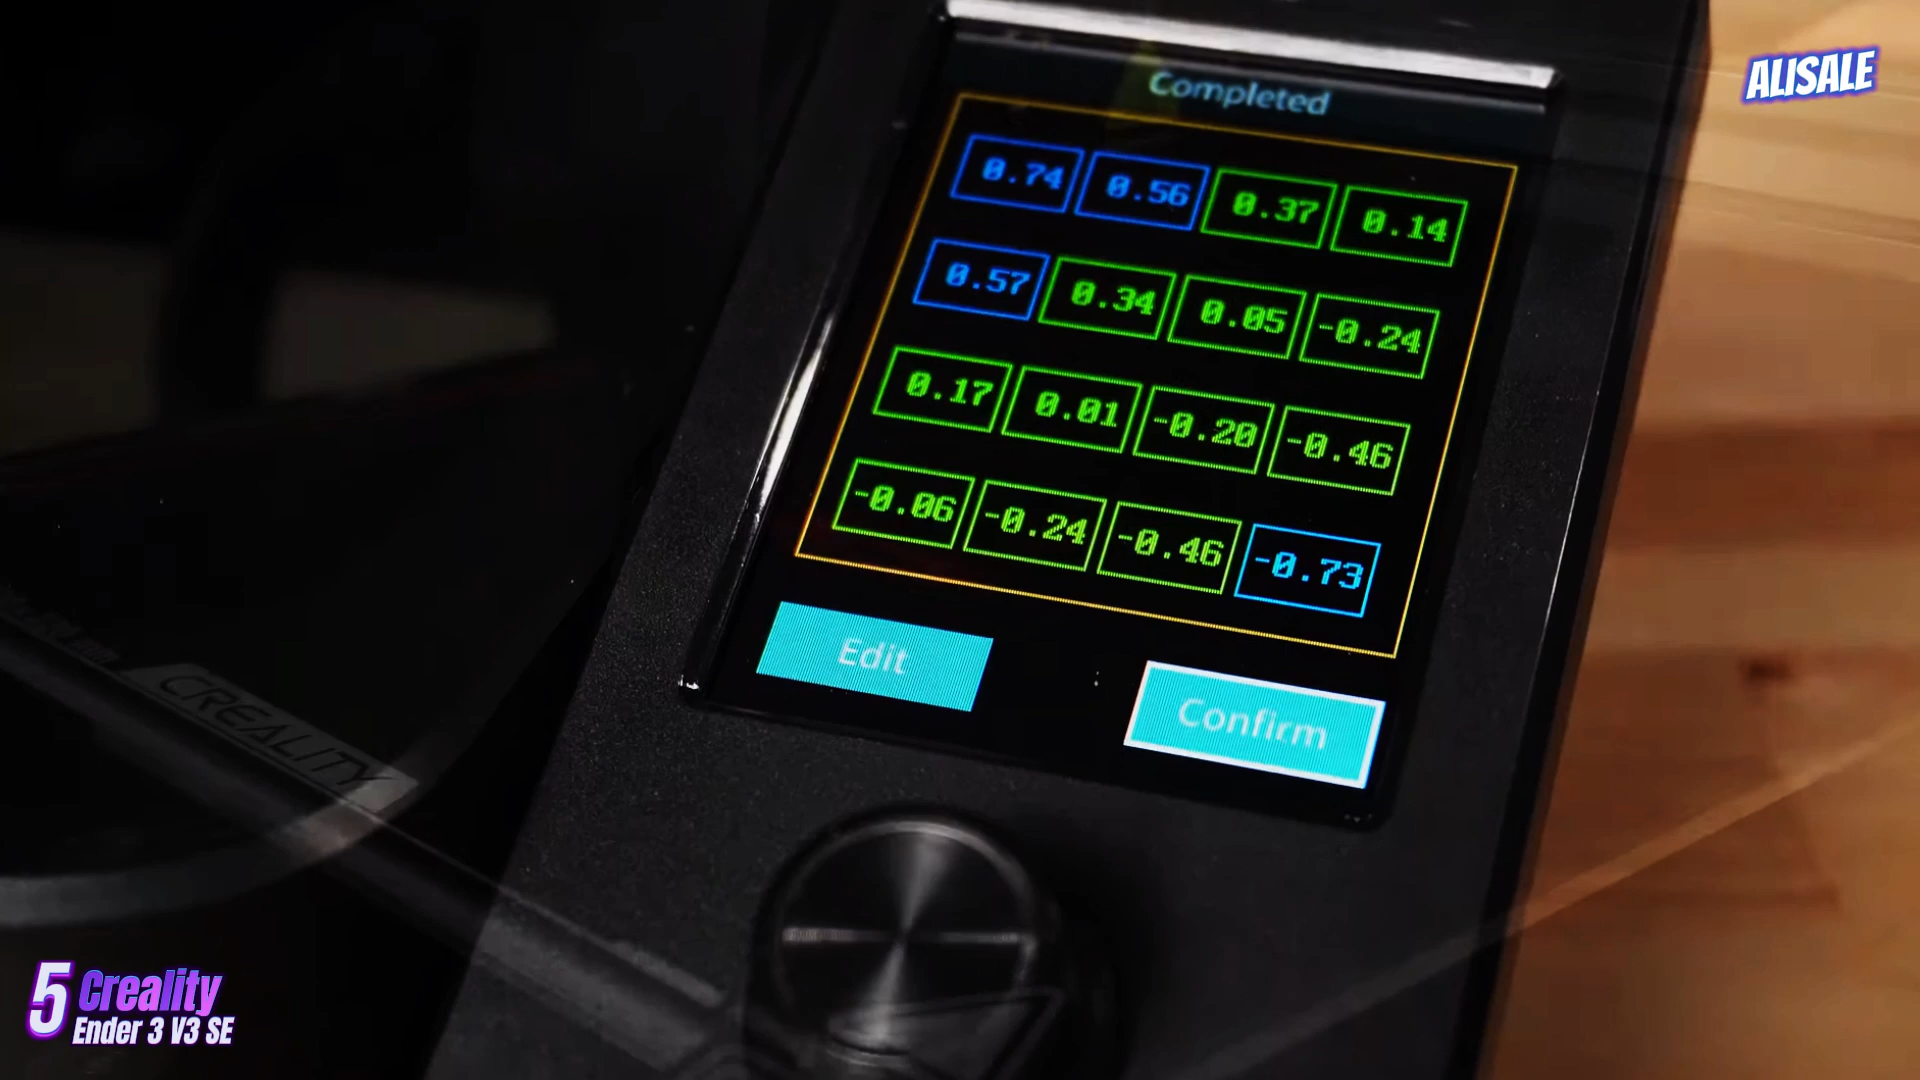 ALISALE
Completed
0.74 0.56 0.37 0.14
0.57 0.34 0.05 -0.24
0.17 0.01 -0.20 -0.46
-0.06 -0.24 -0.46 -0.73
Edit
Confirm
CREALITY
5 Creality
Ender 3 V3 SE